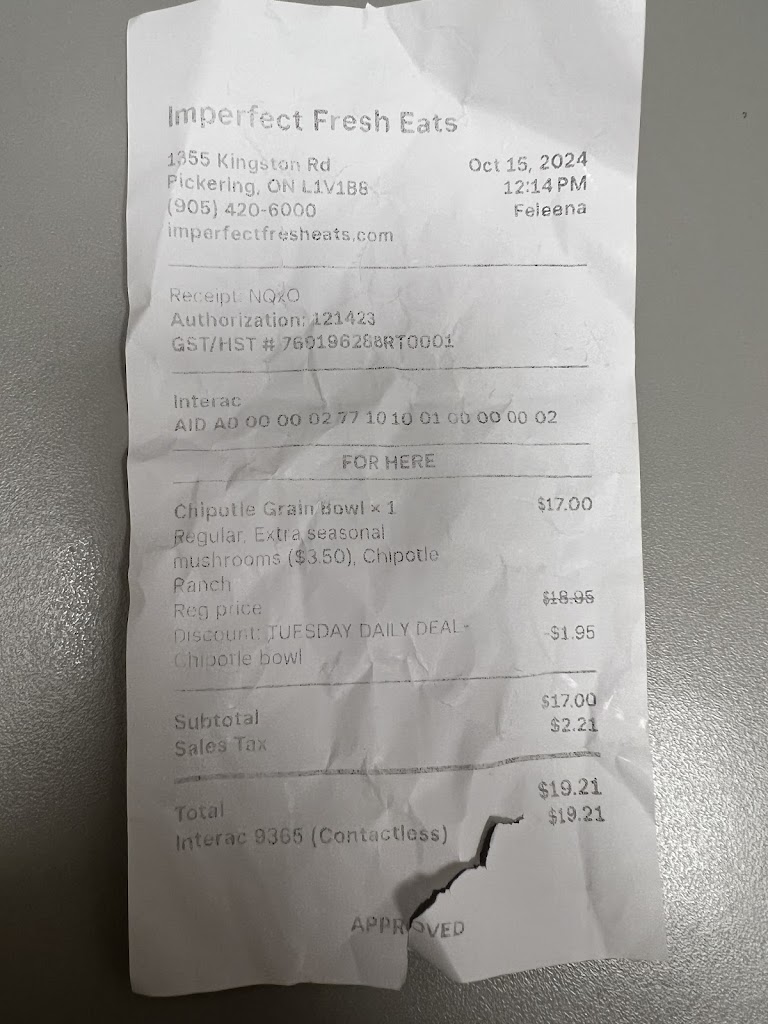 Imperfect Fresh Eats
1355 Kingston Rd
Oct 15, 2024
Pickering, ON L1V1B8
12:14 PM
(905) 420-6000
Feleena
imperfectfresheats.com
Receipt: NQXO
Authorization: 121423
GST/HST # 769196288RT0001
Interac
AID A0 00 00 02 77 10 10 01 00 00 00 02
FOR HERE
Chipotle Grain Bowl × 1
$17.00
Regular, Extra seasonal
mushrooms ($3.50), Chipotle
Ranch
Reg price
$18.95
Discount: TUESDAY DAILY DEAL-
-$1.95
Chipotle bowl
Subtotal
$17.00
Sales Tax
$2.21
Total
$19.21
Interac 9365 (Contactless)
$19.21
APPROVED